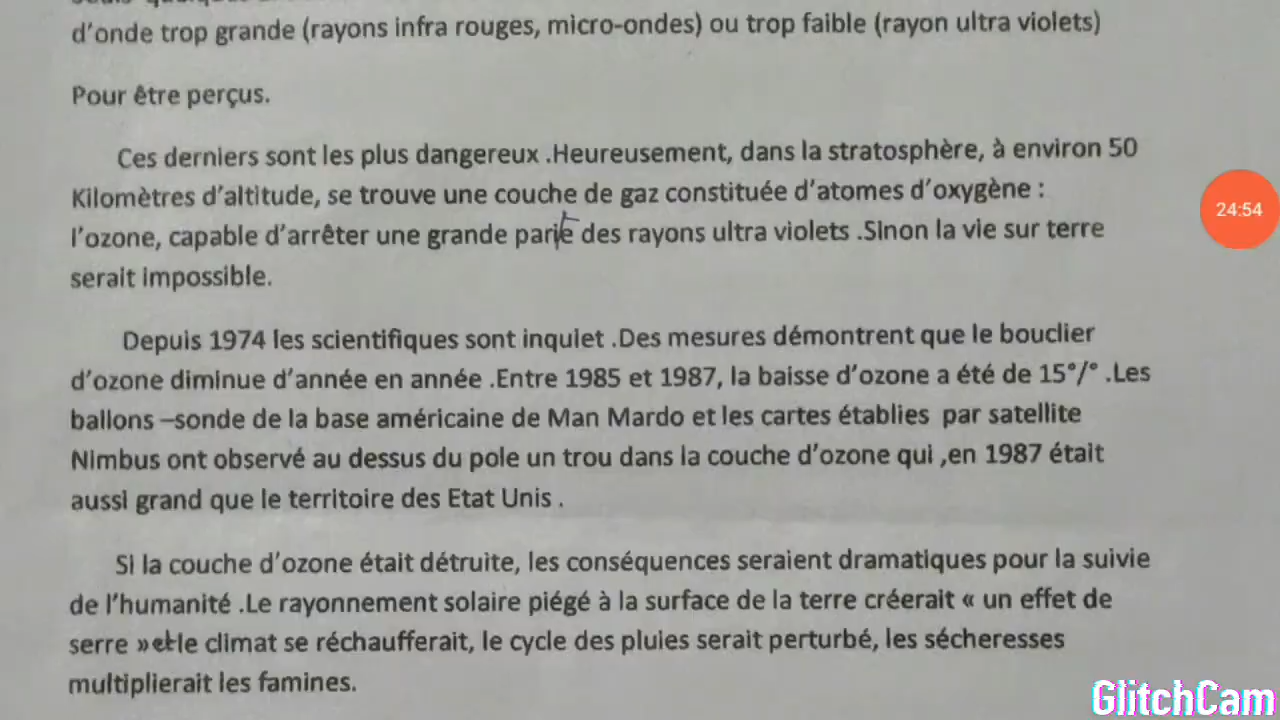 d'onde trop grande (rayons infra rouges, micro-ondes) ou trop faible (rayon ultra violets)
Pour être perçus.
Ces derniers sont les plus dangereux .Heureusement, dans la stratosphère, à environ 50
Kilomètres d'altitude, se trouve une couche de gaz constituée d'atomes d'oxygène :
24:54
l'ozone, capable d'arrêter une grande partie des rayons ultra violets .Sinon la vie sur terre
serait impossible.
Depuis 1974 les scientifiques sont inquiet .Des mesures démontrent que le bouclier
d'ozone diminue d'année en année .Entre 1985 et 1987, la baisse d'ozone a été de 15°/° .Les
ballons –sonde de la base américaine de Man Mardo et les cartes établies par satellite
Nimbus ont observé au dessus du pole un trou dans la couche d'ozone qui ,en 1987 était
aussi grand que le territoire des Etat Unis .
Si la couche d'ozone était détruite, les conséquences seraient dramatiques pour la suivie
de l'humanité .Le rayonnement solaire piégé à la surface de la terre créerait « un effet de
serre » et le climat se réchaufferait, le cycle des pluies serait perturbé, les sécheresses
multiplierait les famines.
GlitchCam